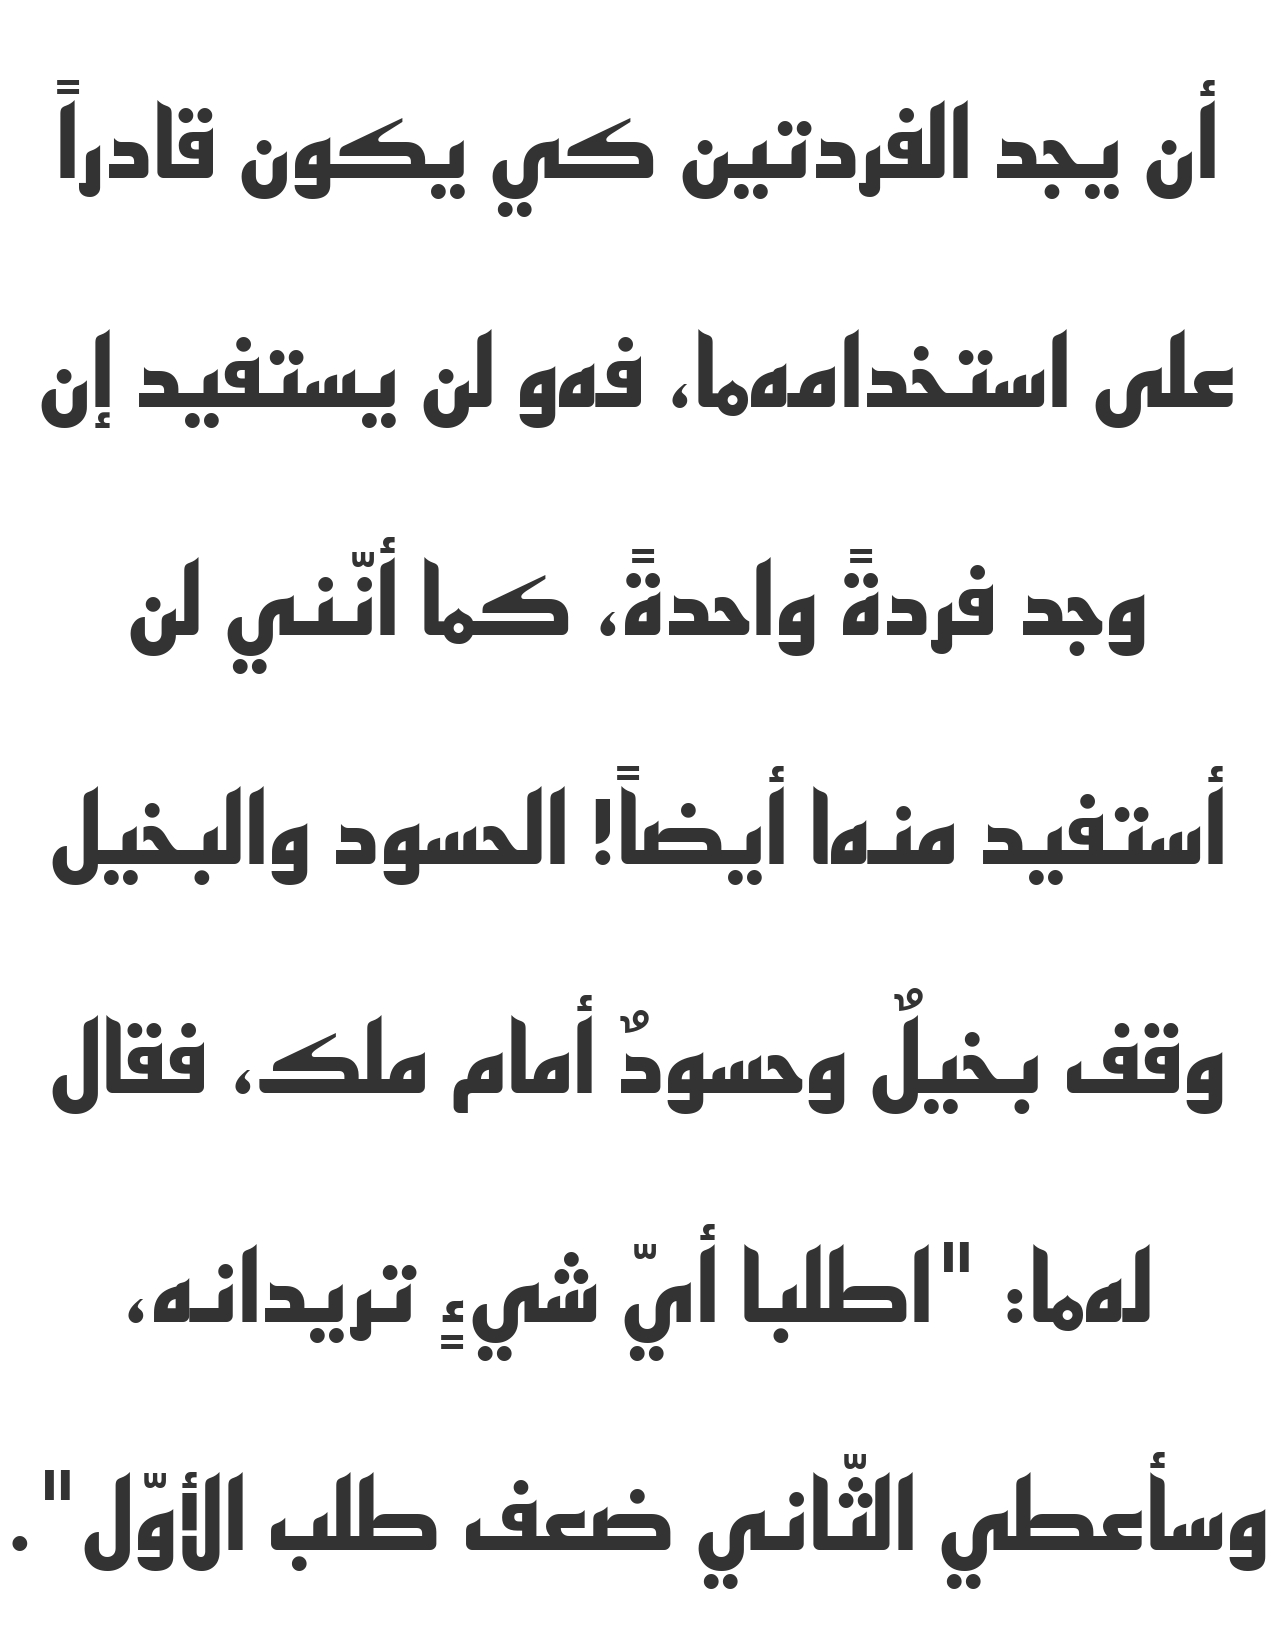 أن يجد الفردتين كي يكون قادراً
على استخدامهما، فهو لن يستفيد إن
وجد فردةً واحدةً، كما أنّني لن
أستفيد منها أيضاً! الحسود والبخيل
وقف بخيلٌ وحسودٌ أمام ملك، فقال
لهما: "اطلبا أيّ شيءٍ تريدانه،
وسأعطي الثّاني ضعف طلب الأوّل".